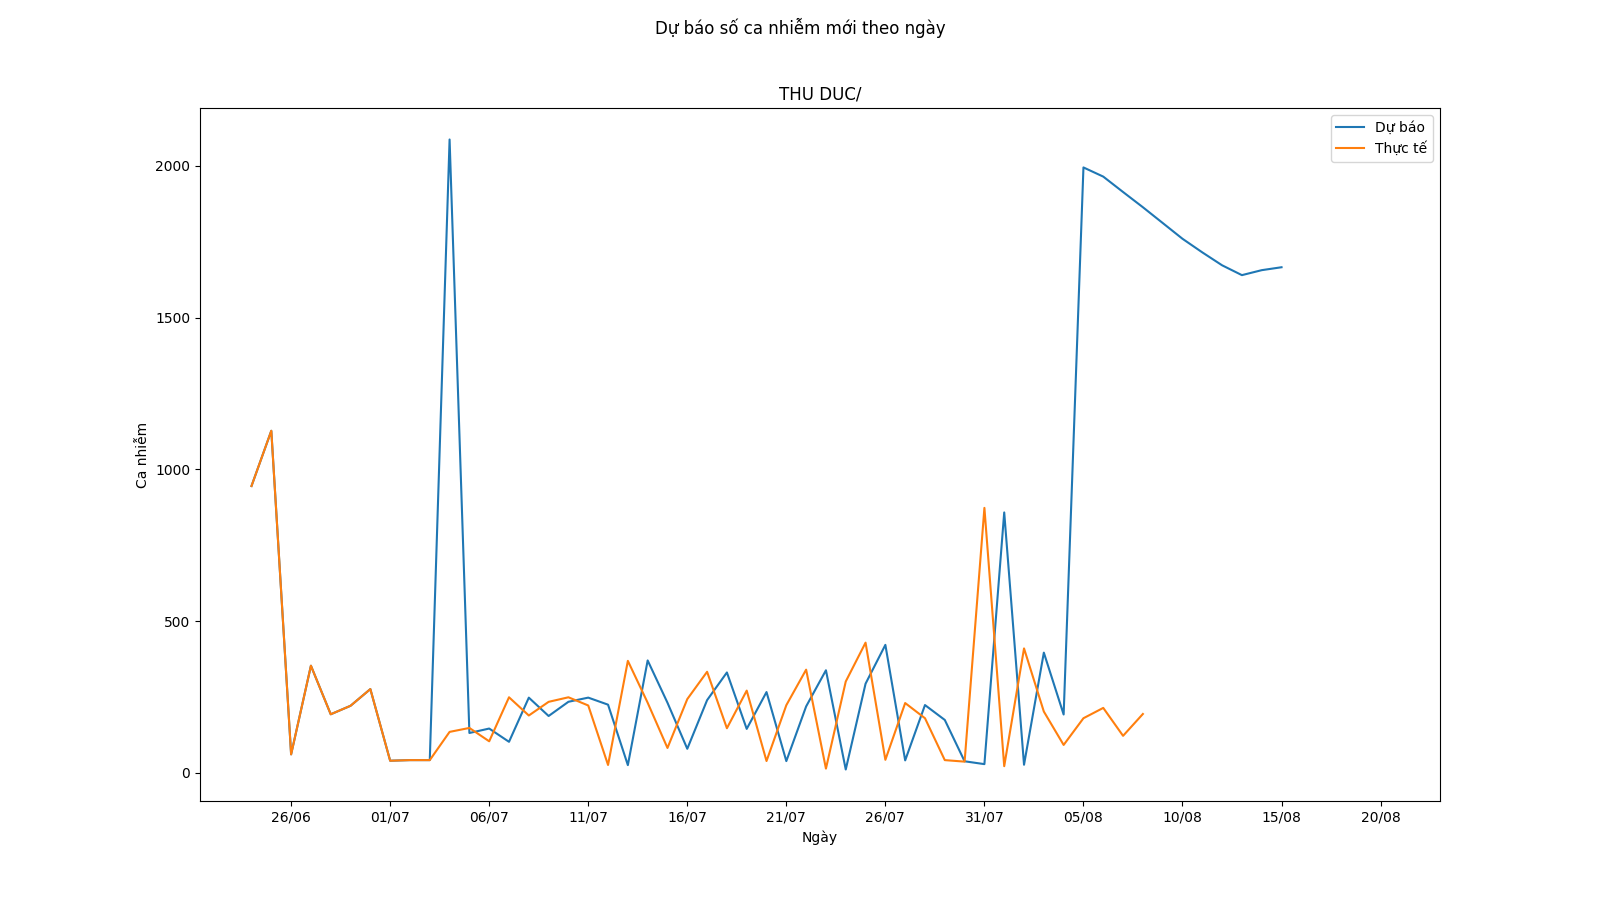 Dự báo số ca nhiễm mới theo ngày
THU DUC/
Dự báo
Thực tế
2000
1500
1000
500
0
Ca nhiễm
26/06 01/07 06/07 11/07 16/07 21/07 26/07 31/07 05/08 10/08 15/08 20/08
Ngày